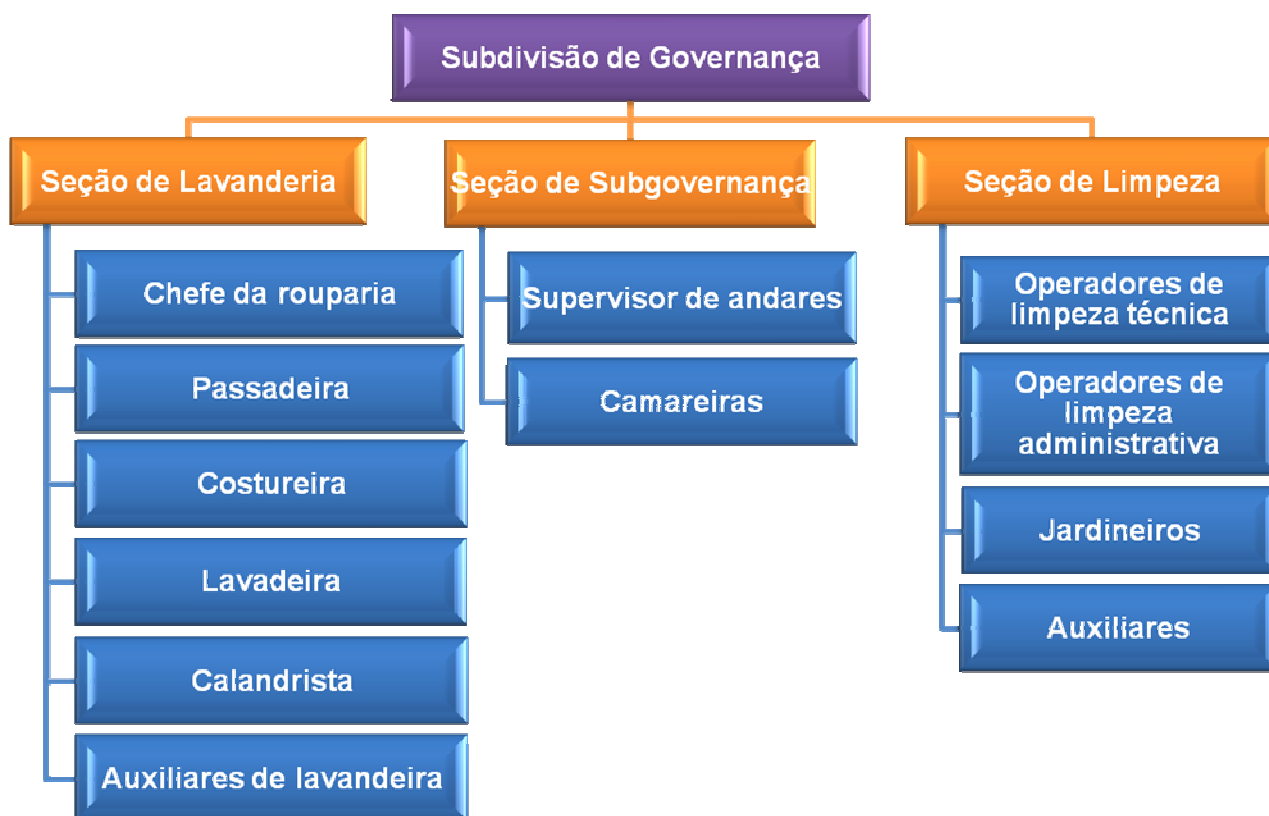 Subdivisão de Governança
Seção de Lavanderia
Chefe da rouparia
Passadeira
Costureira
Lavadeira
Calandrista
Auxiliares de lavandeira
Seção de Subgovernança
Supervisor de andares
Camareiras
Seção de Limpeza
Operadores de
limpeza técnica
Operadores de
limpeza
administrativa
Jardineiros
Auxiliares